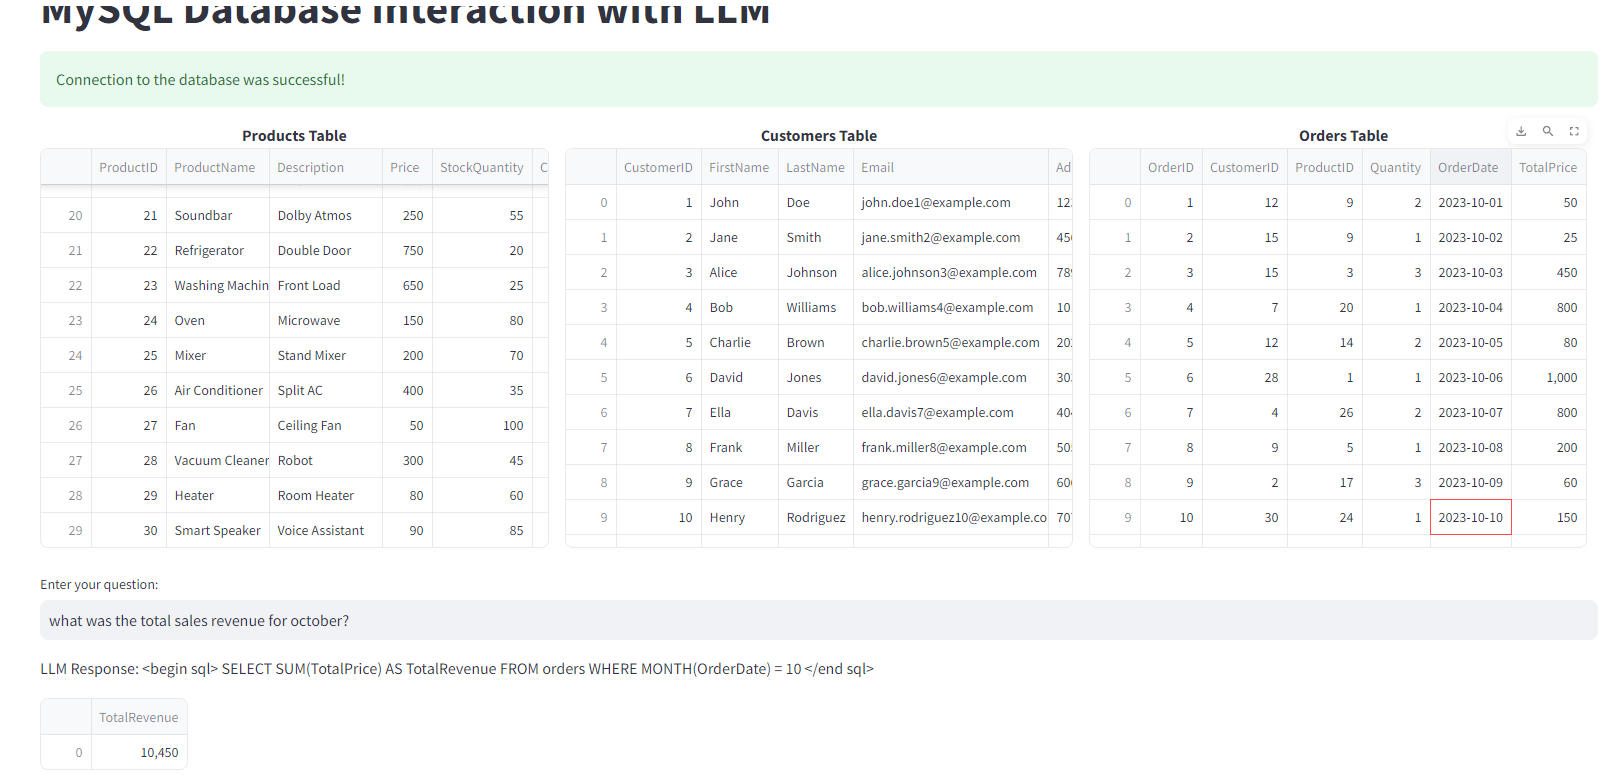 MySQL Database Interaction with LLM
Connection to the database was successful!
Products Table
ProductID ProductName Description Price StockQuantity C
20 21 Soundbar Dolby Atmos 250 55
21 22 Refrigerator Double Door 750 20
22 23 Washing Machin Front Load 650 25
23 24 Oven Microwave 150 80
24 25 Mixer Stand Mixer 200 70
25 26 Air Conditioner Split AC 400 35
26 27 Fan Ceiling Fan 50 100
27 28 Vacuum Cleaner Robot 300 45
28 29 Heater Room Heater 80 60
29 30 Smart Speaker Voice Assistant 90 85
Customers Table
CustomerID FirstName LastName Email Ad
0 1 John Doe john.doe1@example.com 12
1 2 Jane Smith jane.smith2@example.com 45
2 3 Alice Johnson alice.johnson3@example.com 78
3 4 Bob Williams bob.williams4@example.com 10
4 5 Charlie Brown charlie.brown5@example.com 20
5 6 David Jones david.jones6@example.com 30
6 7 Ella Davis ella.davis7@example.com 40
7 8 Frank Miller frank.miller8@example.com 50
8 9 Grace Garcia grace.garcia9@example.com 60
9 10 Henry Rodriguez henry.rodriguez10@example.co 70
Orders Table
OrderID CustomerID ProductID Quantity OrderDate TotalPrice
0 1 12 9 2 2023-10-01 50
1 2 15 9 1 2023-10-02 25
2 3 15 3 3 2023-10-03 450
3 4 7 20 1 2023-10-04 800
4 5 12 14 2 2023-10-05 80
5 6 28 1 1 2023-10-06 1,000
6 7 4 26 2 2023-10-07 800
7 8 9 5 1 2023-10-08 200
8 9 2 17 3 2023-10-09 60
9 10 30 24 1 2023-10-10 150
Enter your question:
what was the total sales revenue for october?
LLM Response: <begin sql> SELECT SUM(TotalPrice) AS TotalRevenue FROM orders WHERE MONTH(OrderDate) = 10 </end sql>
TotalRevenue
0 10,450